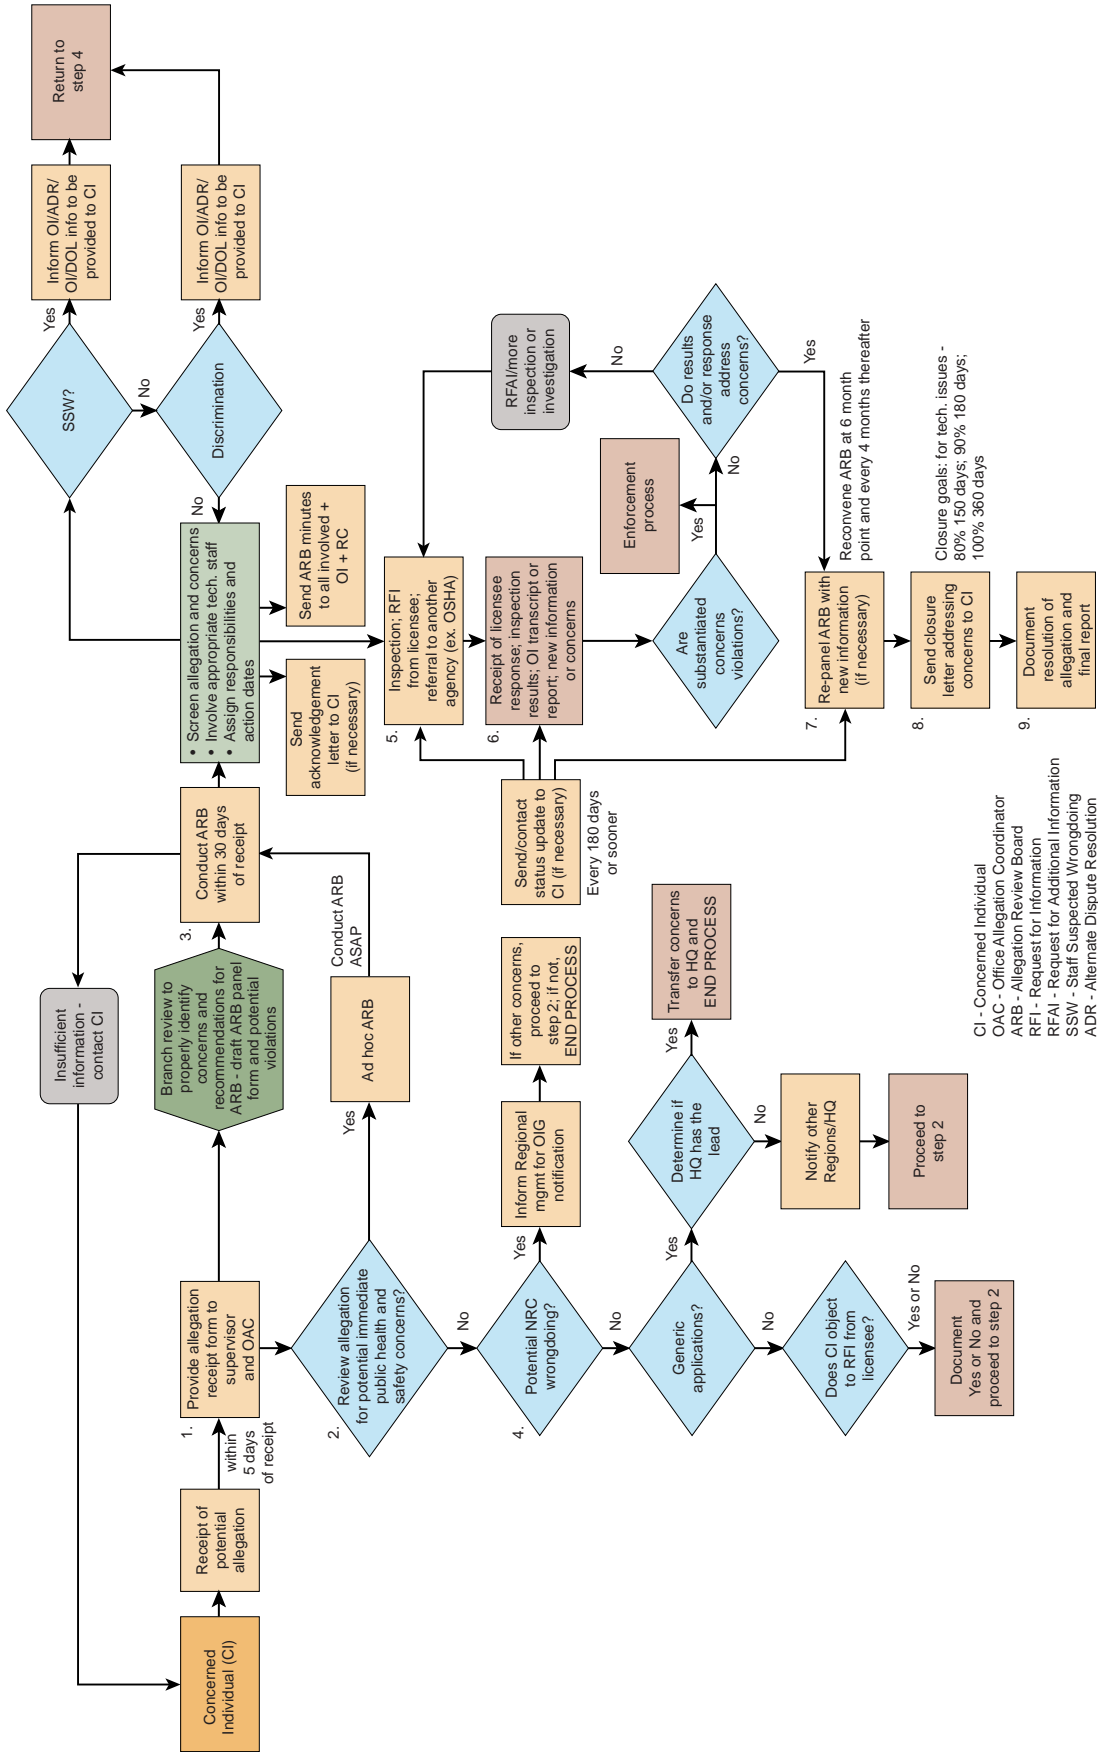 Concerned
Individual (CI)
Receipt of
potential
allegation
within
5 days
of receipt
1.
Provide allegation
receipt form to
supervisor
and OAC
Branch review to
properly identify
concerns and
recommendations for
ARB - draft ARB panel
form and potential
violations
3.
Conduct ARB
within 30 days
of receipt
Insufficient
information -
contact CI
• Screen allegation and concerns
• Involve appropriate tech. staff
• Assign responsibilities and
action dates
SSW?
Yes
Inform OI/ADR/
OI/DOL info to be
provided to CI
Return to
step 4
No
Discrimination
Yes
Inform OI/ADR/
OI/DOL info to be
provided to CI
No
Send
acknowledgement
letter to CI
(if necessary)
Send ARB minutes
to all involved +
OI + RC
2.
Review allegation
for potential immediate
public health and
safety concerns?
Yes
Ad hoc ARB
Conduct ARB
ASAP
No
4.
Potential NRC
wrongdoing?
Yes
Inform Regional
mgmt for OIG
notification
If other concerns,
proceed to
step 2; if not,
END PROCESS
No
Generic
applications?
Yes
Determine if
HQ has the
lead
Yes
Transfer concerns
to HQ and
END PROCESS
No
Notify other
Regions/HQ
Proceed to
step 2
No
Does CI object
to RFI from
licensee?
Yes or No
Document
Yes or No and
proceed to step 2
Send/contact
status update to
CI (if necessary)
Every 180 days
or sooner
5.
Inspection; RFI
from licensee;
referral to another
agency (ex. OSHA)
6.
Receipt of licensee
response; inspection
results; OI transcript or
report; new information
or concerns
Are
substantiated
concerns
violations?
Yes
Enforcement
process
No
Do results
and/or response
address
concerns?
No
RFAI/more
inspection or
investigation
Yes
7.
Re-panel ARB with
new information
(if necessary)
Reconvene ARB at 6 month
point and every 4 months thereafter
8.
Send closure
letter addressing
concerns to CI
Closure goals: for tech. issues -
80% 150 days; 90% 180 days;
100% 360 days
9.
Document
resolution of
allegation and
final report
CI - Concerned Individual
OAC - Office Allegation Coordinator
ARB - Allegation Review Board
RFI - Request for Information
RFAI - Request for Additional Information
SSW - Staff Suspected Wrongdoing
ADR - Alternate Dispute Resolution